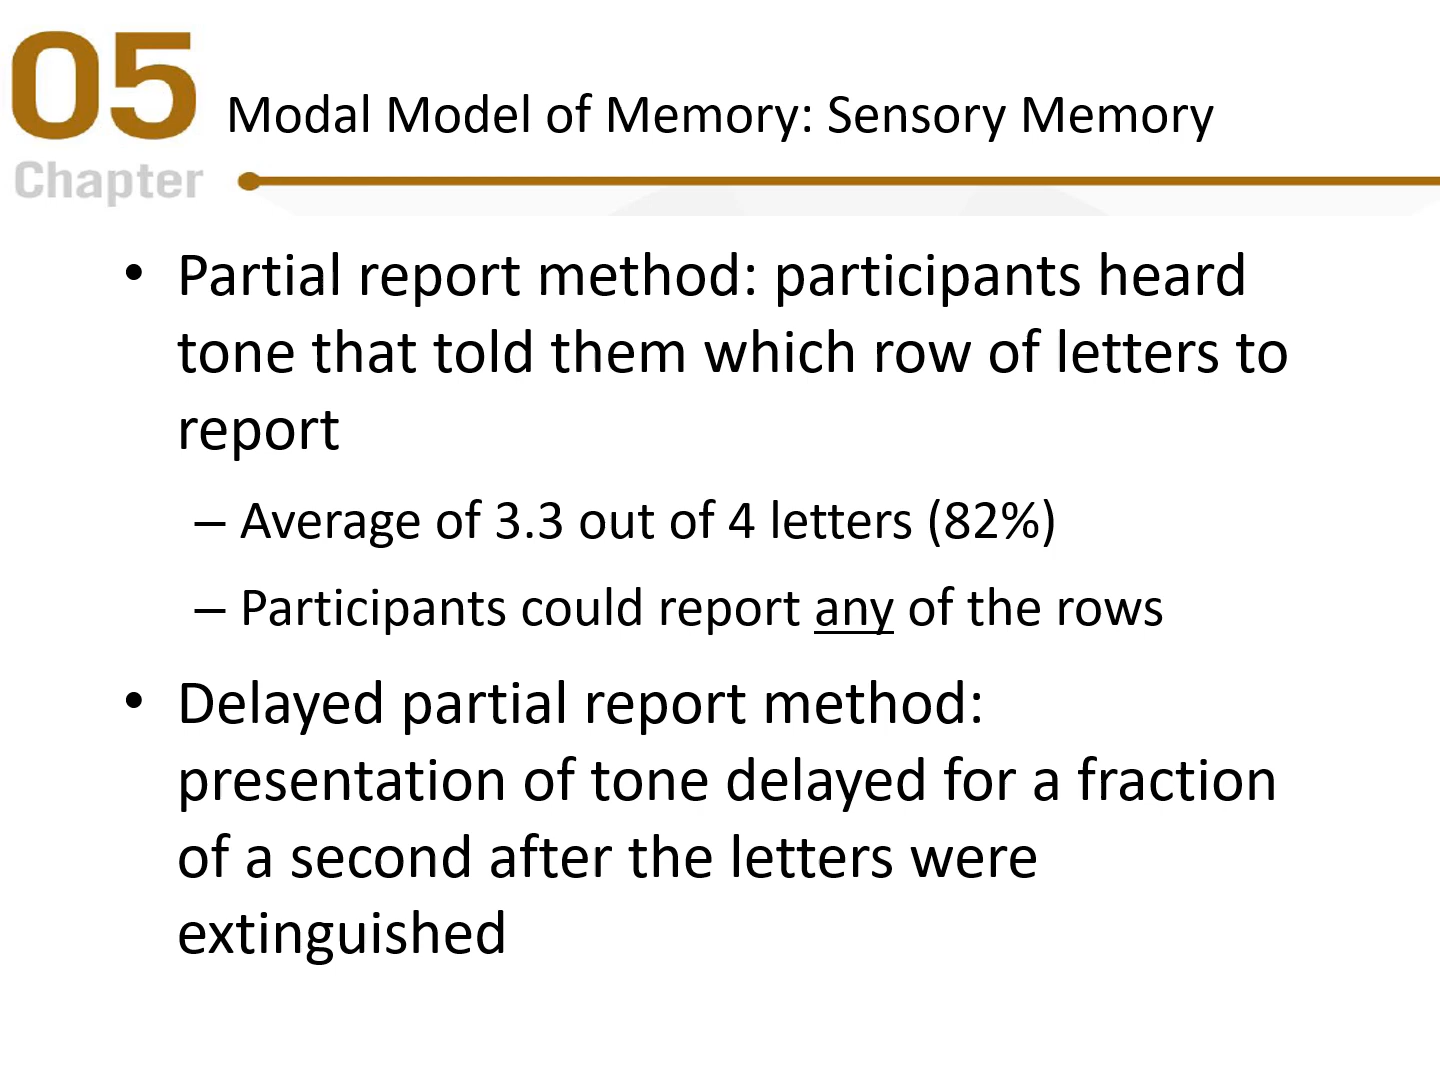 05
Chapter
Modal Model of Memory: Sensory Memory
• Partial report method: participants heard
tone that told them which row of letters to
report
– Average of 3.3 out of 4 letters (82%)
– Participants could report any of the rows
• Delayed partial report method:
presentation of tone delayed for a fraction
of a second after the letters were
extinguished